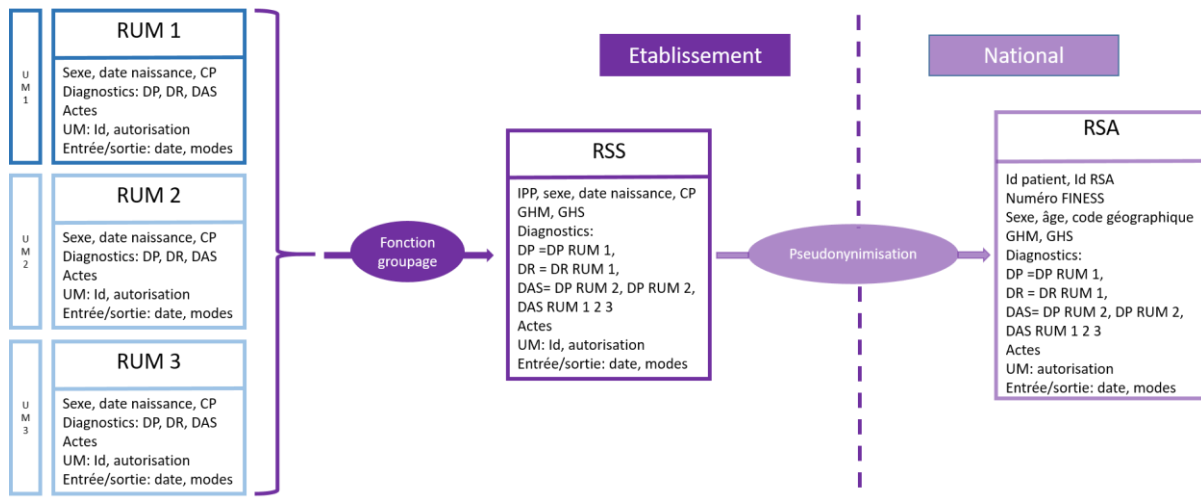 U
M
1
RUM 1
Sexe, date naissance, CP
Diagnostics: DP, DR, DAS
Actes
UM: Id, autorisation
Entrée/sortie: date, modes
U
M
2
RUM 2
Sexe, date naissance, CP
Diagnostics: DP, DR, DAS
Actes
UM: Id, autorisation
Entrée/sortie: date, modes
U
M
3
RUM 3
Sexe, date naissance, CP
Diagnostics: DP, DR, DAS
Actes
UM: Id, autorisation
Entrée/sortie: date, modes
Fonction
groupage
Etablissement
RSS
IPP, sexe, date naissance, CP
GHM, GHS
Diagnostics:
DP =DP RUM 1,
DR = DR RUM 1,
DAS= DP RUM 2, DP RUM 2,
DAS RUM 1 2 3
Actes
UM: Id, autorisation
Entrée/sortie: date, modes
Pseudonynimisation
National
RSA
Id patient, Id RSA
Numéro FINESS
Sexe, âge, code géographique
GHM, GHS
Diagnostics:
DP =DP RUM 1,
DR = DR RUM 1,
DAS= DP RUM 2, DP RUM 2,
DAS RUM 1 2 3
Actes
UM: autorisation
Entrée/sortie: date, modes